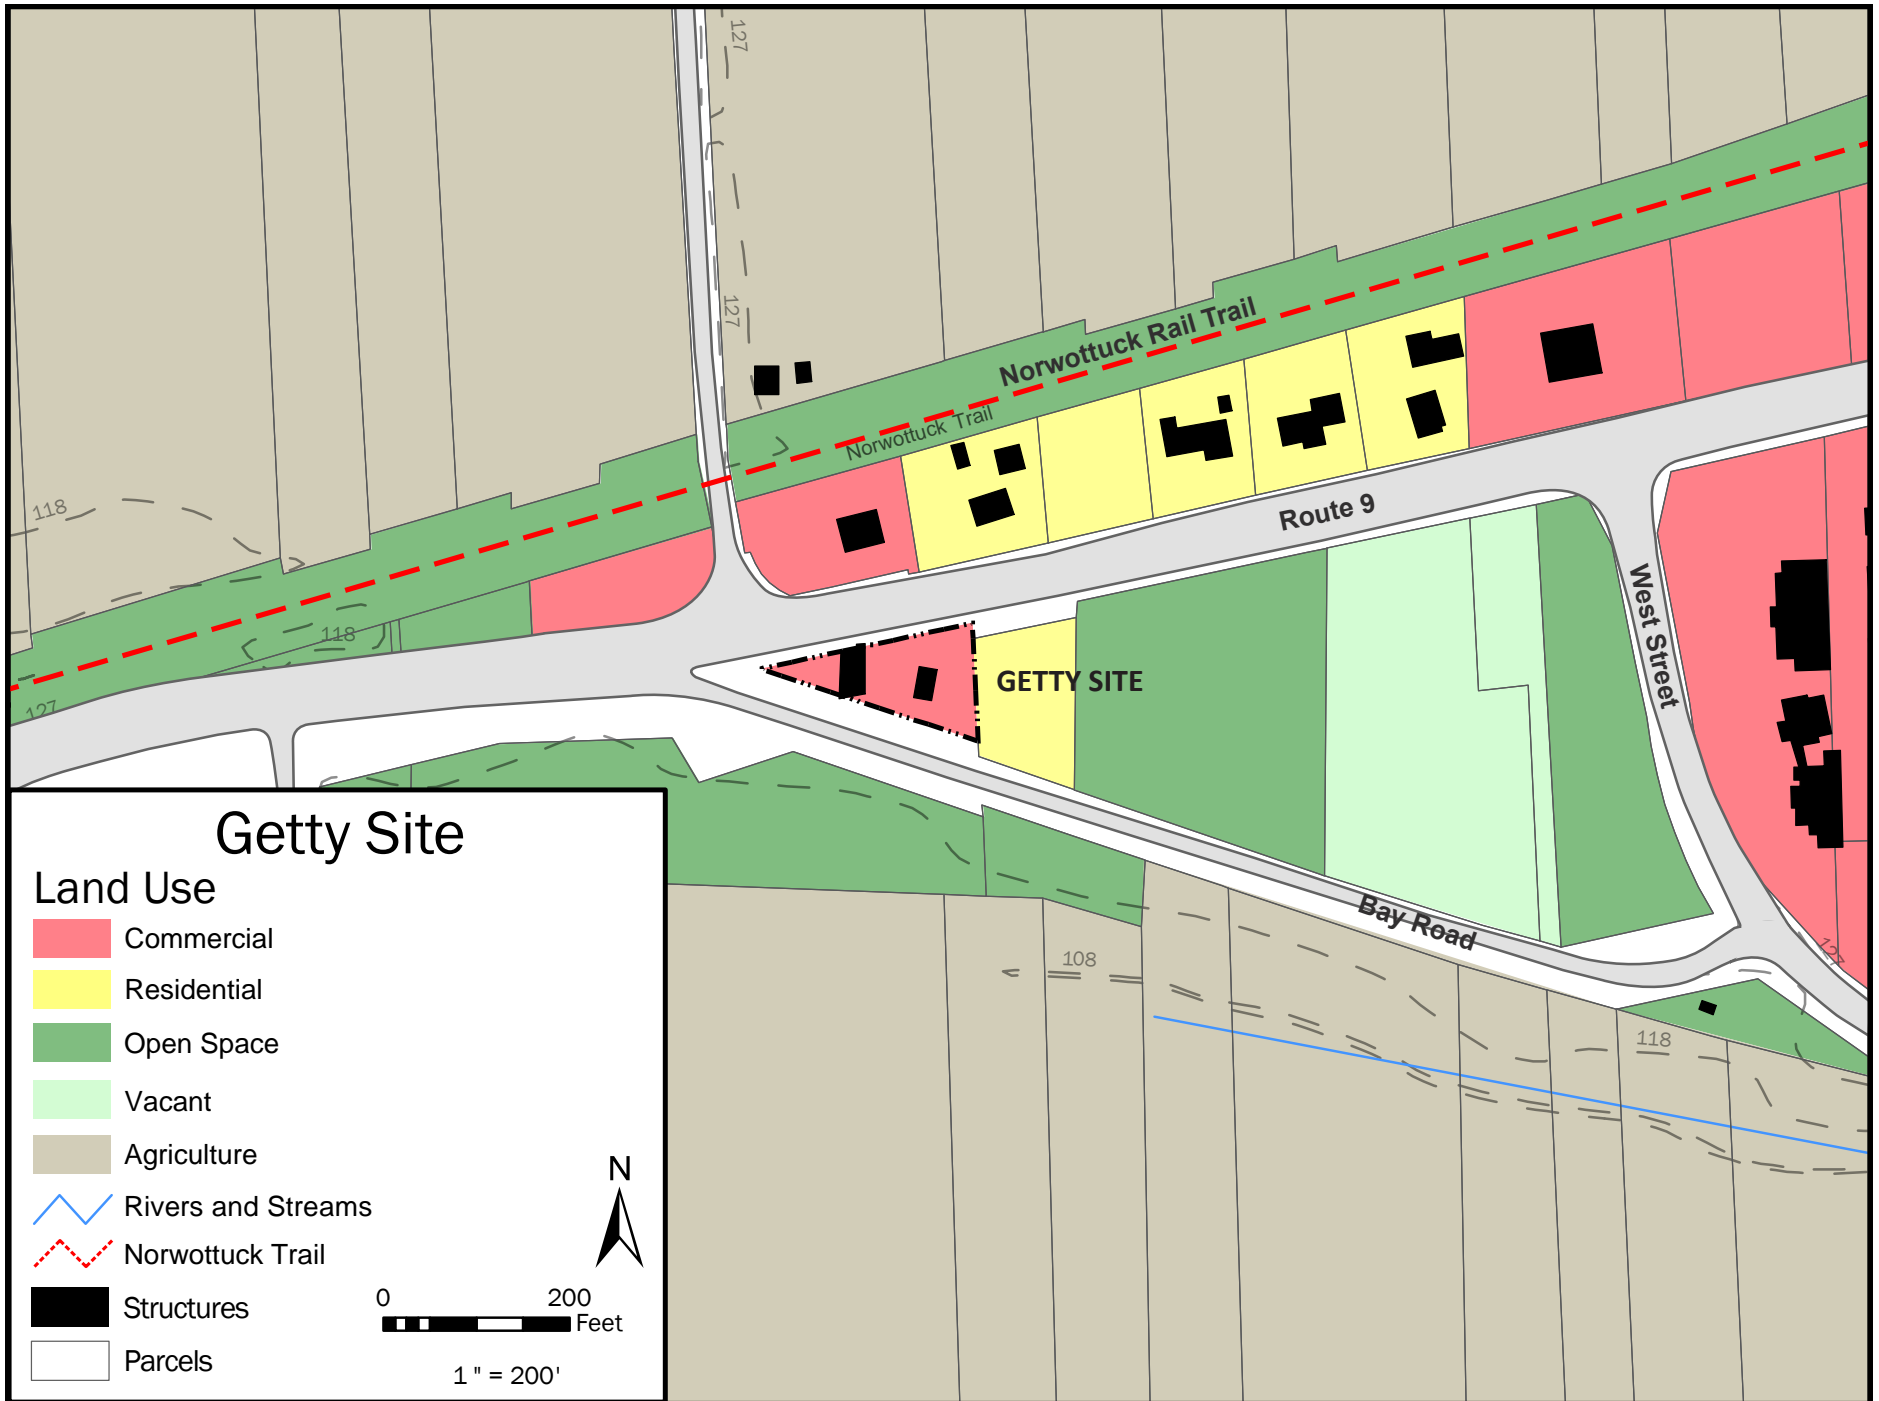 127
127
Norwottuck Rail Trail
Norwottuck Trail
118
118
127
Route 9
West Street
GETTY SITE
Bay Road
127
108
118
Getty Site
Land Use
Commercial
Residential
Open Space
Vacant
Agriculture
Rivers and Streams
Norwottuck Trail
Structures
Parcels
N
0 200
Feet
1 " = 200'